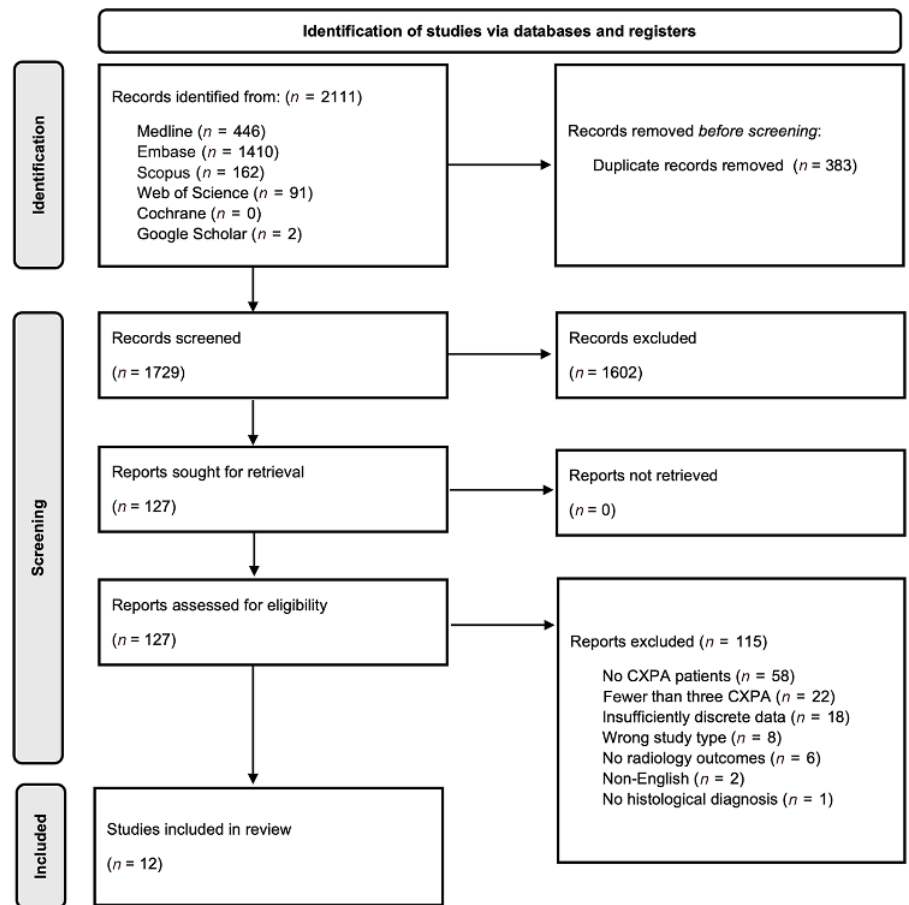 Identification of studies via databases and registers
Identification
Records identified from: (n = 2111)
Medline (n = 446)
Embase (n = 1410)
Scopus (n = 162)
Web of Science (n = 91)
Cochrane (n = 0)
Google Scholar (n = 2)
Records removed before screening:
Duplicate records removed (n = 383)
Screening
Records screened
(n = 1729)
Records excluded
(n = 1602)
Reports sought for retrieval
(n = 127)
Reports not retrieved
(n = 0)
Reports assessed for eligibility
(n = 127)
Reports excluded (n = 115)
No CXPA patients (n = 58)
Fewer than three CXPA (n = 22)
Insufficiently discrete data (n = 18)
Wrong study type (n = 8)
No radiology outcomes (n = 6)
Non-English (n = 2)
No histological diagnosis (n = 1)
Included
Studies included in review
(n = 12)